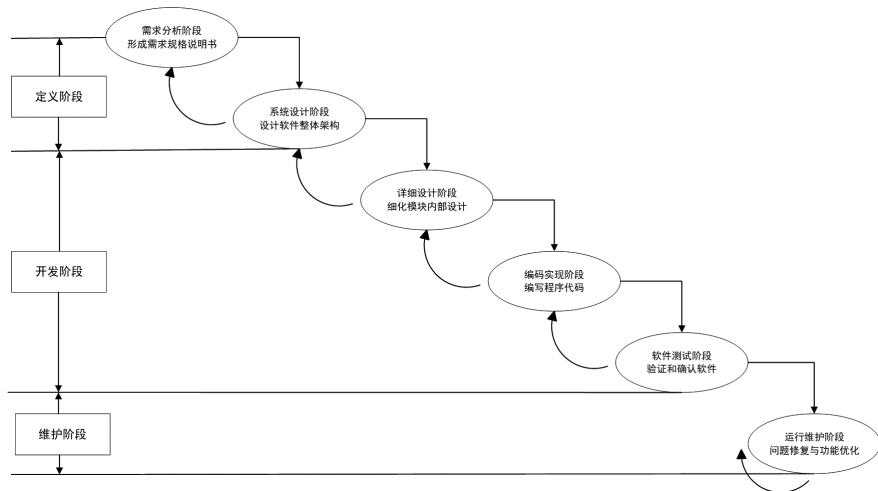 需求分析阶段
形成需求规格说明书
定义阶段
系统设计阶段
设计软件整体架构
详细设计阶段
细化模块内部设计
开发阶段
编码实现阶段
编写程序代码
软件测试阶段
验证和确认软件
维护阶段
运行维护阶段
问题修复与功能优化